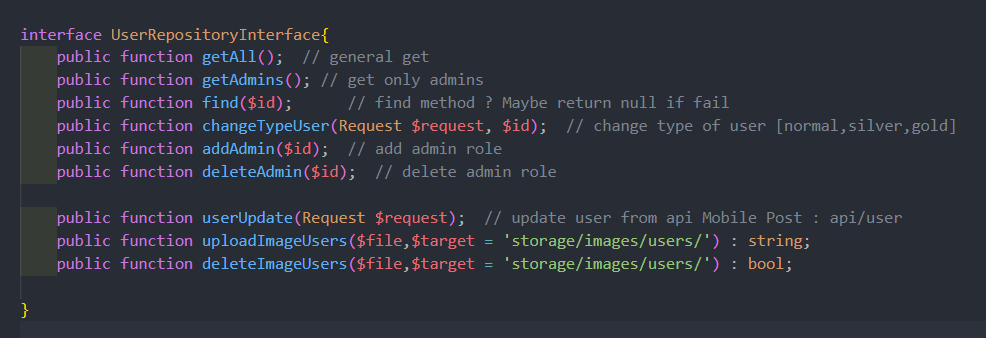 interface UserRepositoryInterface{
public function getAll();  // general get
public function getAdmins(); // get only admins
public function find($id);      // find method ? Maybe return null if fail
public function changeTypeUser(Request $request, $id);  // change type of user [normal,silver,gold]
public function addAdmin($id);  // add admin role
public function deleteAdmin($id);  // delete admin role
public function userUpdate(Request $request);  // update user from api Mobile Post : api/user
public function uploadImageUsers($file,$target = 'storage/images/users/') : string;
public function deleteImageUsers($file,$target = 'storage/images/users/') : bool;
}